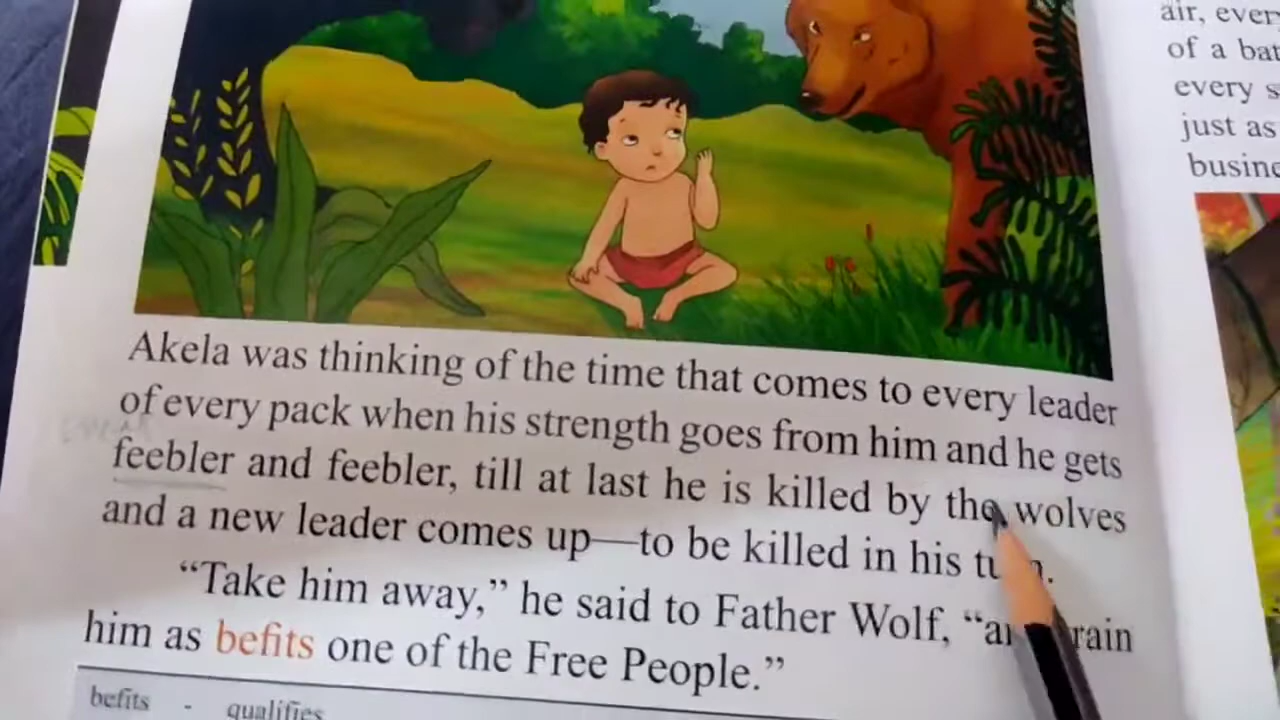 Akela was thinking of the time that comes to every leader
of every pack when his strength goes from him and he gets
feebler and feebler, till at last he is killed by the wolves
and a new leader comes up—to be killed in his
“Take him away,” he said to Father Wolf,
him as befits one of the Free People.”
befits - qualifies
air,
of a
every
just as